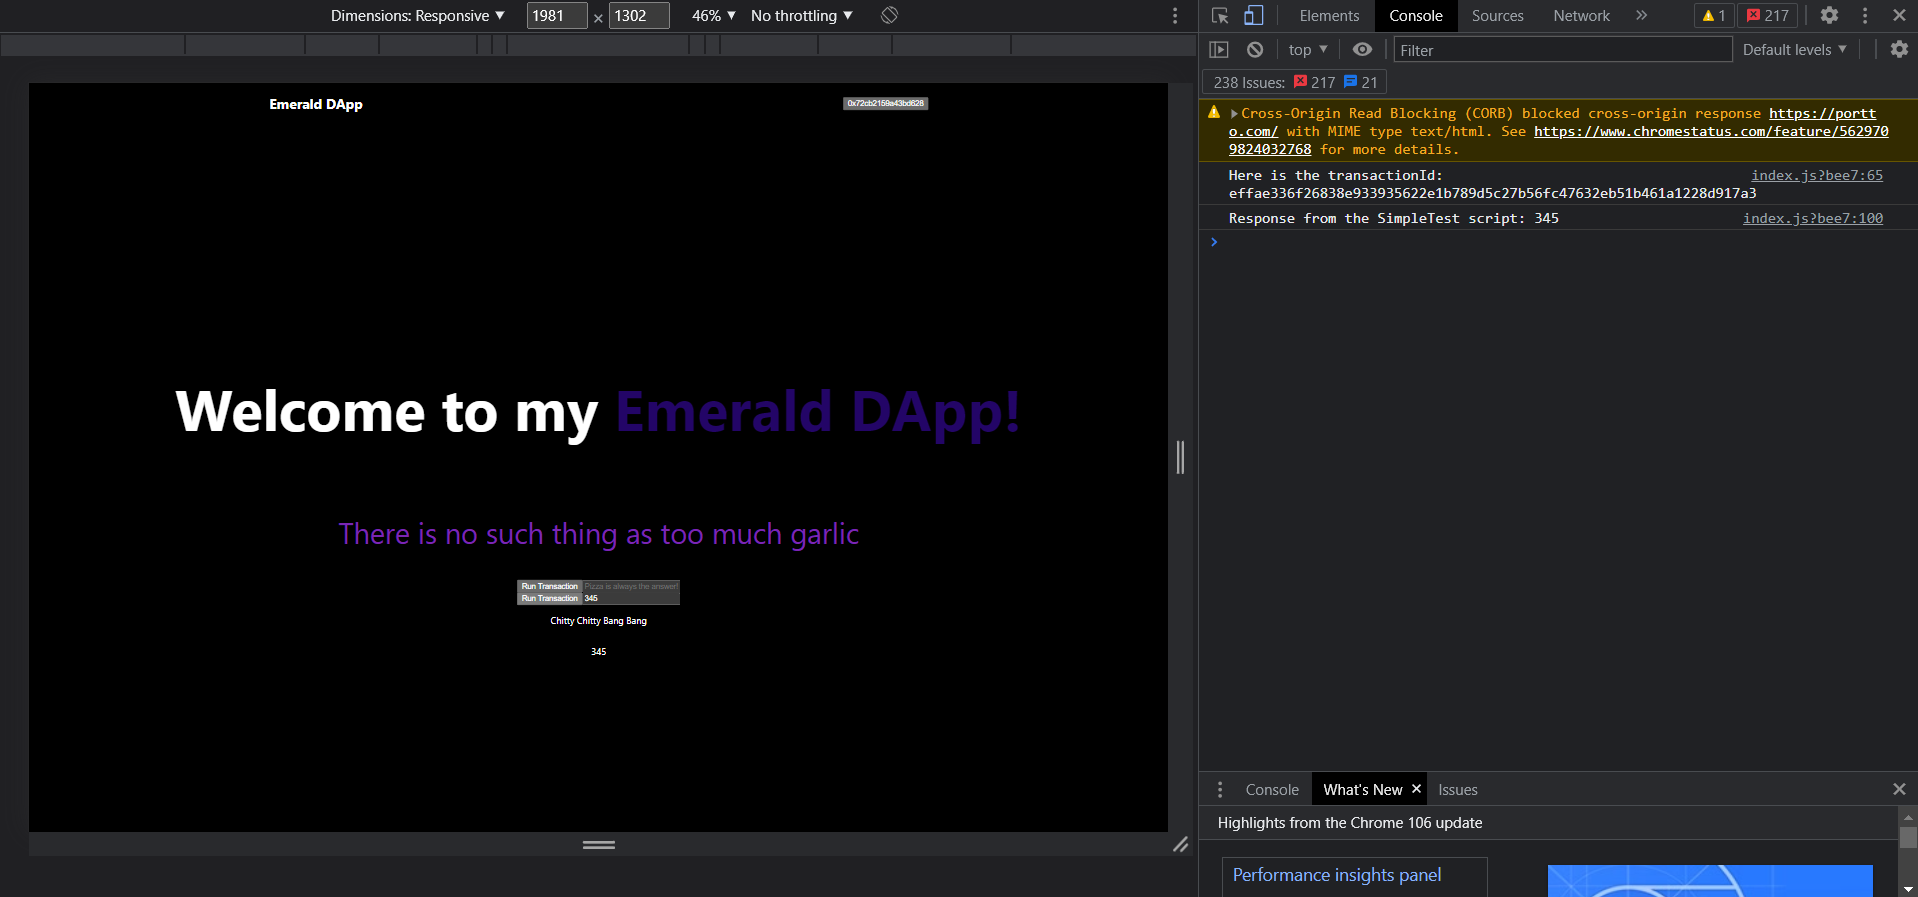 Dimensions: Responsive ▼ 1981 × 1302 46% ▼ No throttling ▼
Elements Console Sources Network » 1 217
top ▼ Filter Default levels ▼
238 Issues: 217 21
Cross-Origin Read Blocking (CORB) blocked cross-origin response https://portt
o.com/ with MIME type text/html. See https://www.chromestatus.com/feature/562970
9824032768 for more details.
Here is the transactionId: index.js?bee7:65
effae336f26838e933935622e1b789d5c27b56fc47632eb51b461a1228d917a3
Response from the SimpleTest script: 345 index.js?bee7:100
Emerald DApp
0x72cb2159a43bd628
Welcome to my Emerald DApp!
There is no such thing as too much garlic
Run Transaction Pizza is always the answer!
Run Transaction 345
Chitty Chitty Bang Bang
345
Console What's New × Issues
Highlights from the Chrome 106 update
Performance insights panel